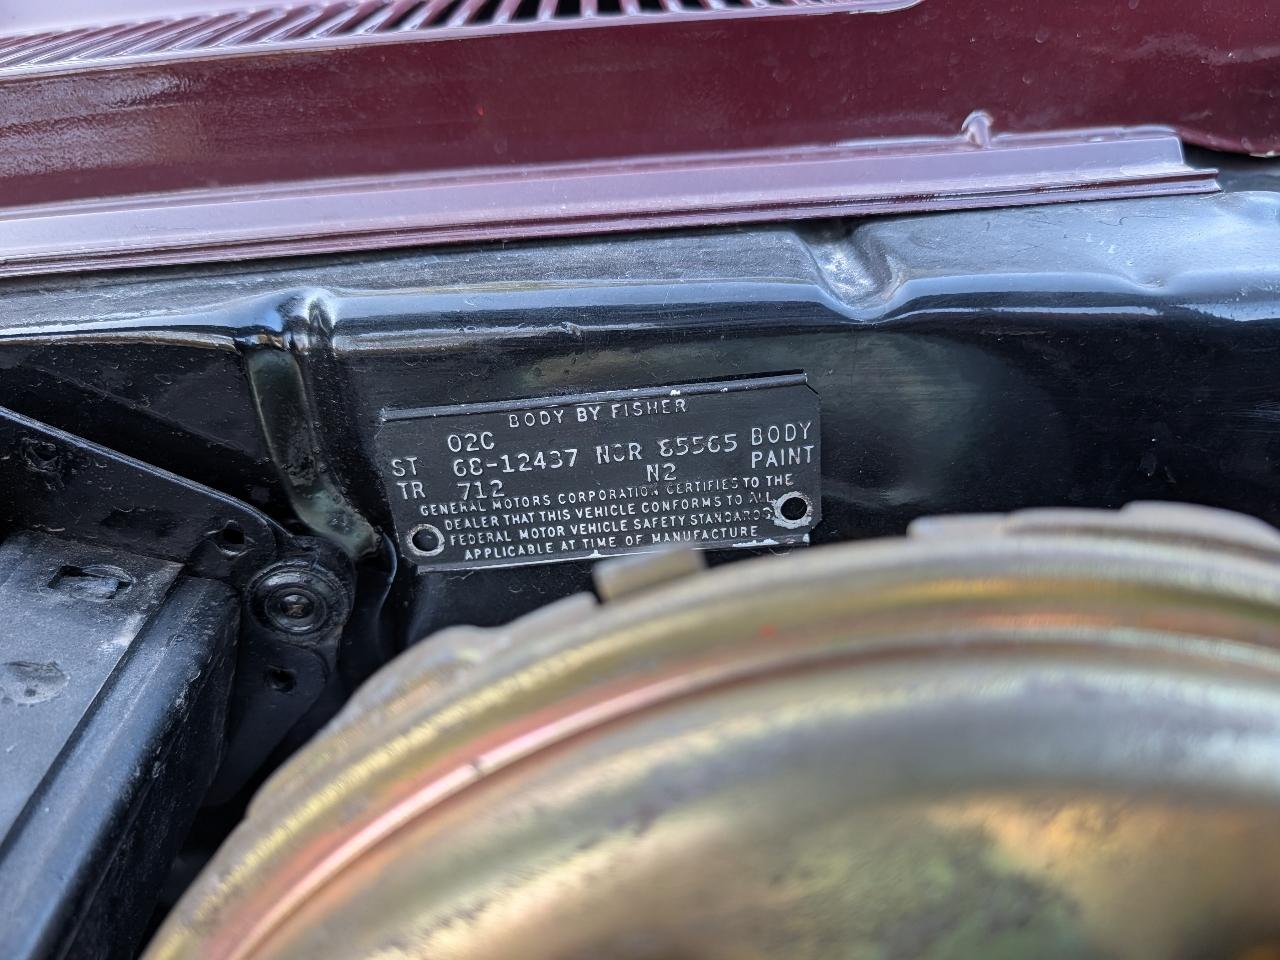 BODY BY FISHER
02C
ST 68-12437 NOR 85565 BODY
TR 712 N2 PAINT
GENERAL MOTORS CORPORATION CERTIFIES TO THE
DEALER THAT THIS VEHICLE CONFORMS TO ALL
FEDERAL MOTOR VEHICLE SAFETY STANDARDS
APPLICABLE AT TIME OF MANUFACTURE